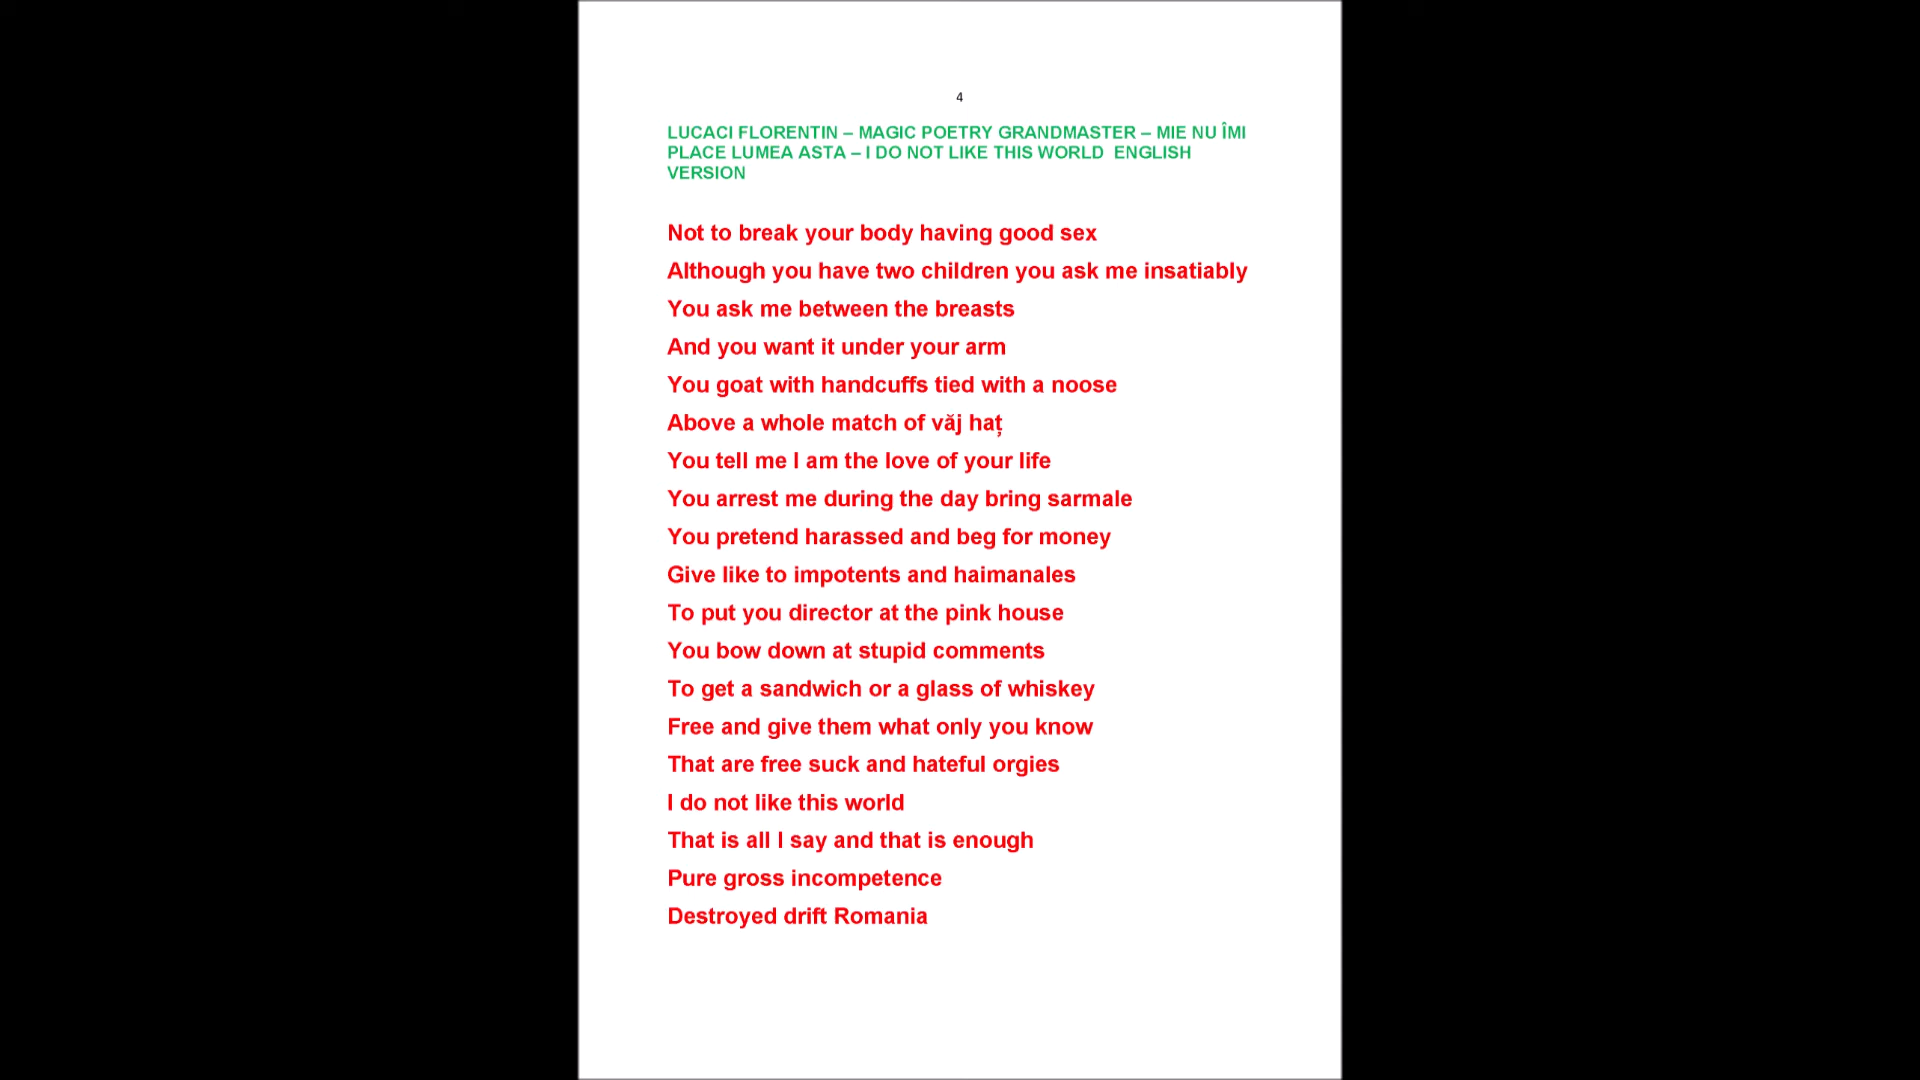 4
LUCACI FLORENTIN – MAGIC POETRY GRANDMASTER – MIE NU ÎMI
PLACE LUMEA ASTA – I DO NOT LIKE THIS WORLD  ENGLISH
VERSION
Not to break your body having good sex
Although you have two children you ask me insatiably
You ask me between the breasts
And you want it under your arm
You goat with handcuffs tied with a noose
Above a whole match of văj haț
You tell me I am the love of your life
You arrest me during the day bring sarmale
You pretend harassed and beg for money
Give like to impotents and haimanales
To put you director at the pink house
You bow down at stupid comments
To get a sandwich or a glass of whiskey
Free and give them what only you know
That are free suck and hateful orgies
I do not like this world
That is all I say and that is enough
Pure gross incompetence
Destroyed drift Romania